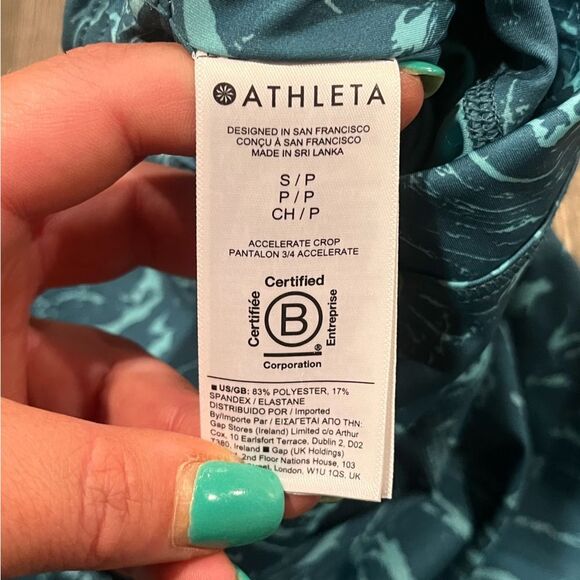 ATHLETA
DESIGNED IN SAN FRANCISCO
CONÇU À SAN FRANCISCO
MADE IN SRI LANKA
S / P
P / P
CH / P
ACCELERATE CROP
PANTALON 3/4 ACCELERATE
Certified
Certifiée
B
Entreprise
®
Corporation
■ US/GB: 83% POLYESTER, 17%
SPANDEX / ELASTANE
DISTRIBUIDO POR / Imported
By/Importe Par / ΕΙΣΑΓΕΤΑΙ ΑΠΟ ΤΗΝ:
Gap Stores (Ireland) Limited c/o Arthur
Cox, 10 Earlsfort Terrace, Dublin 2, D02
T380, Ireland ■ Gap (UK Holdings)
2nd Floor Nations House, 103
London, W1U 1QS, UK